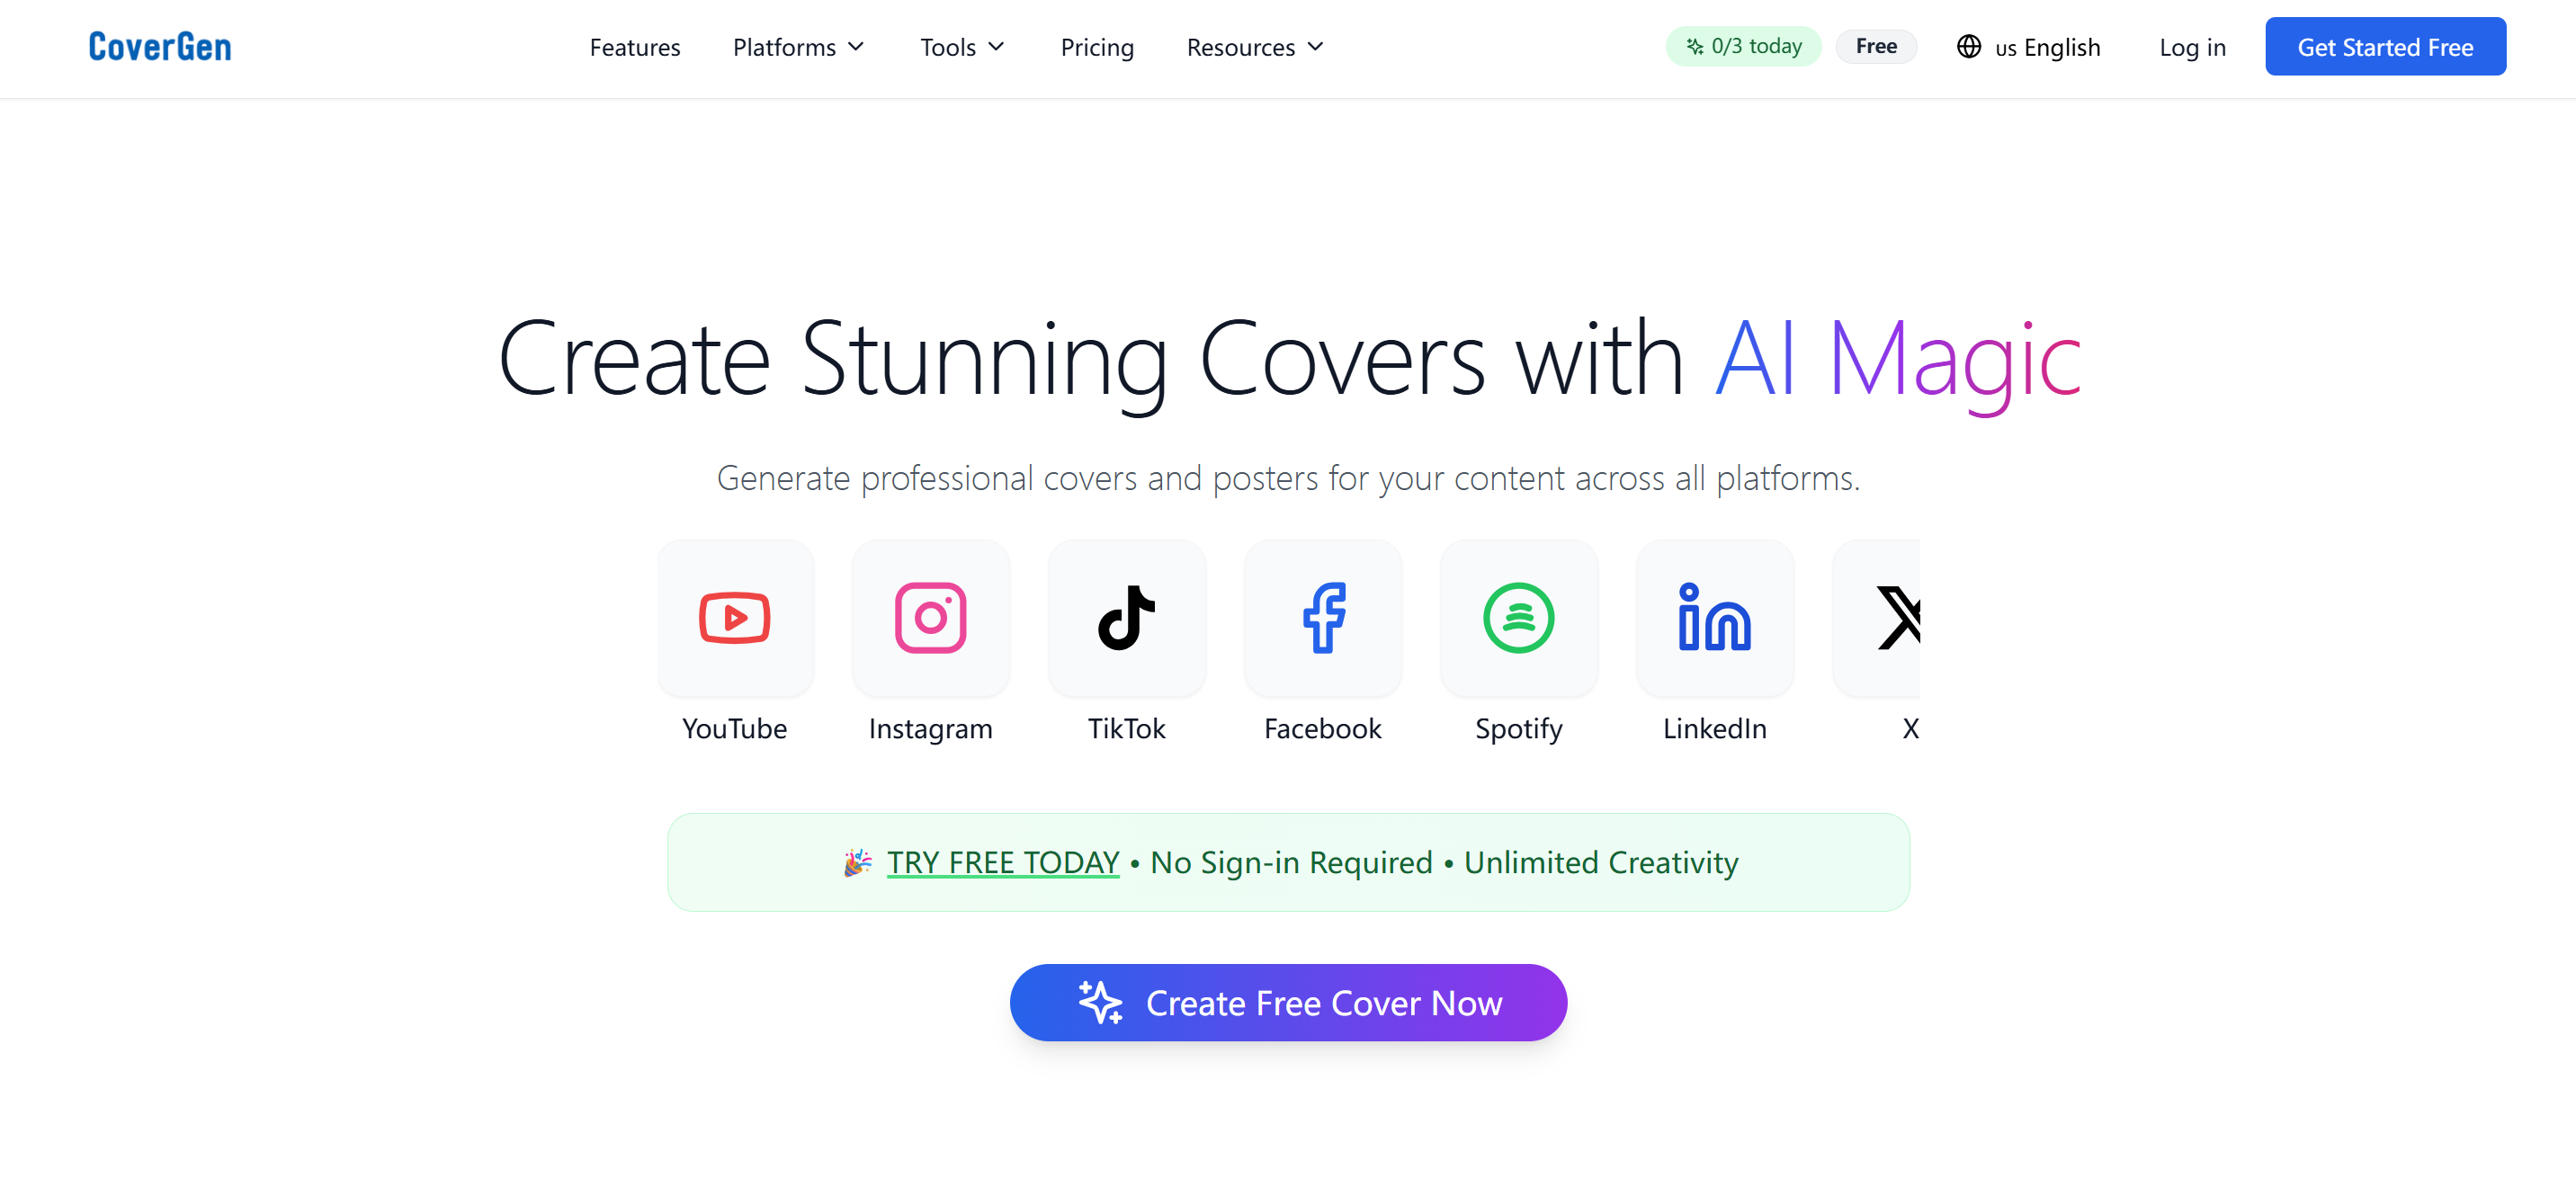 CoverGen
Features Platforms Tools Pricing Resources 0/3 today Free us English Log in Get Started Free
Create Stunning Covers with AI Magic
Generate professional covers and posters for your content across all platforms.
YouTube Instagram TikTok Facebook Spotify LinkedIn X
🎉 TRY FREE TODAY • No Sign-in Required • Unlimited Creativity
Create Free Cover Now